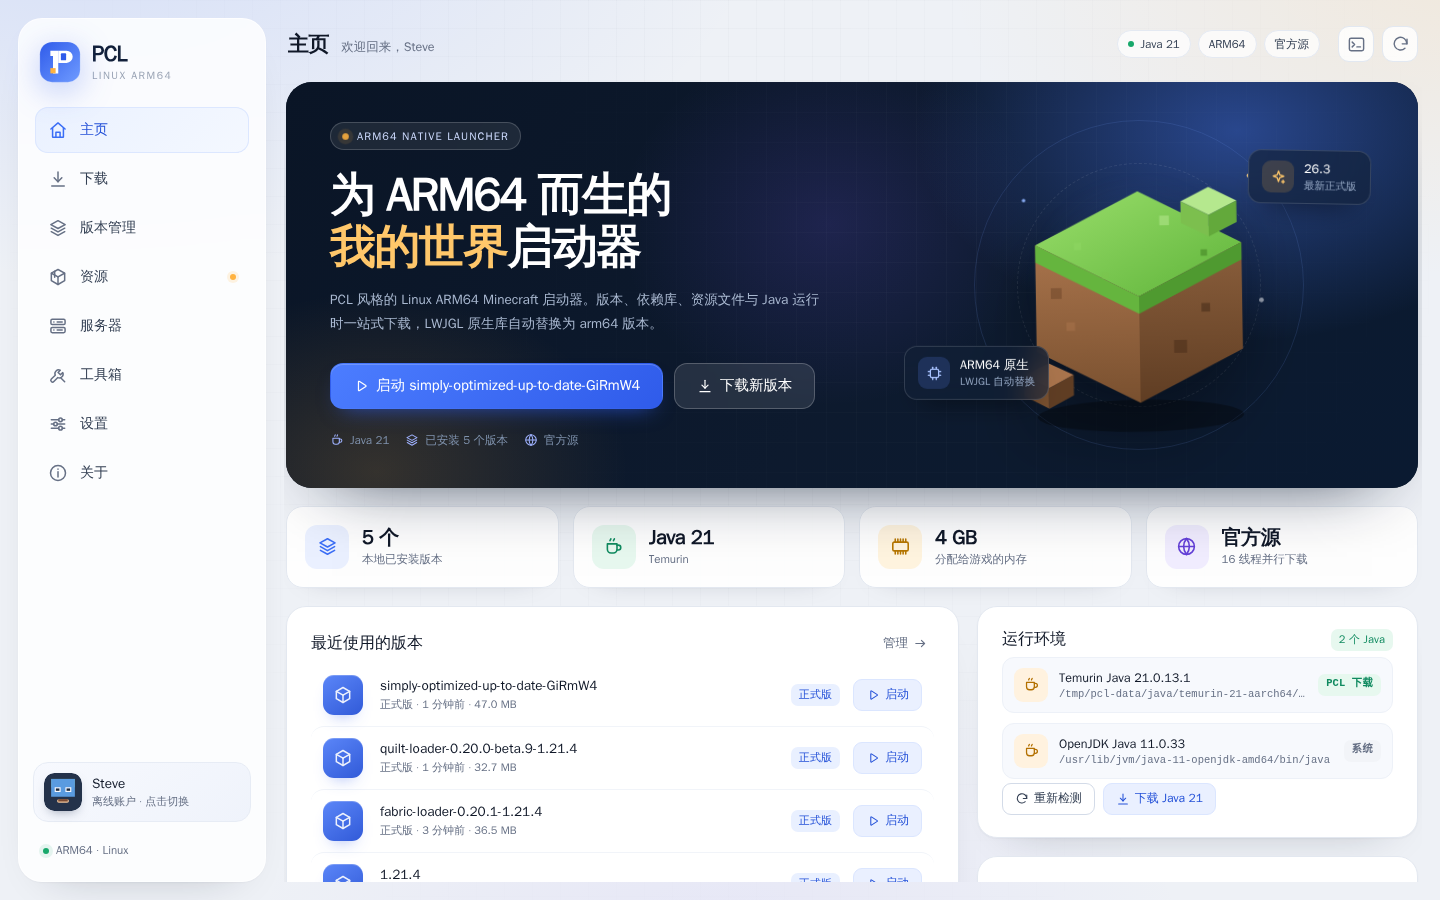 PCL
LINUX ARM64
主页
下载
版本管理
资源
服务器
工具箱
设置
关于
Steve
离线账户 · 点击切换
ARM64 · Linux
主页
欢迎回来，Steve
Java 21
ARM64
官方源
ARM64 NATIVE LAUNCHER
为 ARM64 而生的
我的世界启动器
PCL 风格的 Linux ARM64 Minecraft 启动器。版本、依赖库、资源文件与 Java 运行
时一站式下载，LWJGL 原生库自动替换为 arm64 版本。
启动 simply-optimized-up-to-date-GiRmW4
下载新版本
Java 21
已安装 5 个版本
官方源
26.3
最新正式版
ARM64 原生
LWJGL 自动替换
5 个
本地已安装版本
Java 21
Temurin
4 GB
分配给游戏的内存
官方源
16 线程并行下载
最近使用的版本
管理
simply-optimized-up-to-date-GiRmW4
正式版 · 1 分钟前 · 47.0 MB
正式版
启动
quilt-loader-0.20.0-beta.9-1.21.4
正式版 · 1 分钟前 · 32.7 MB
正式版
启动
fabric-loader-0.20.1-1.21.4
正式版 · 3 分钟前 · 36.5 MB
正式版
启动
1.21.4
正式版
启动
运行环境
2 个 Java
Temurin Java 21.0.13.1
/tmp/pcl-data/java/temurin-21-aarch64/…
PCL 下载
OpenJDK Java 11.0.33
/usr/lib/jvm/java-11-openjdk-amd64/bin/java
系统
重新检测
下载 Java 21